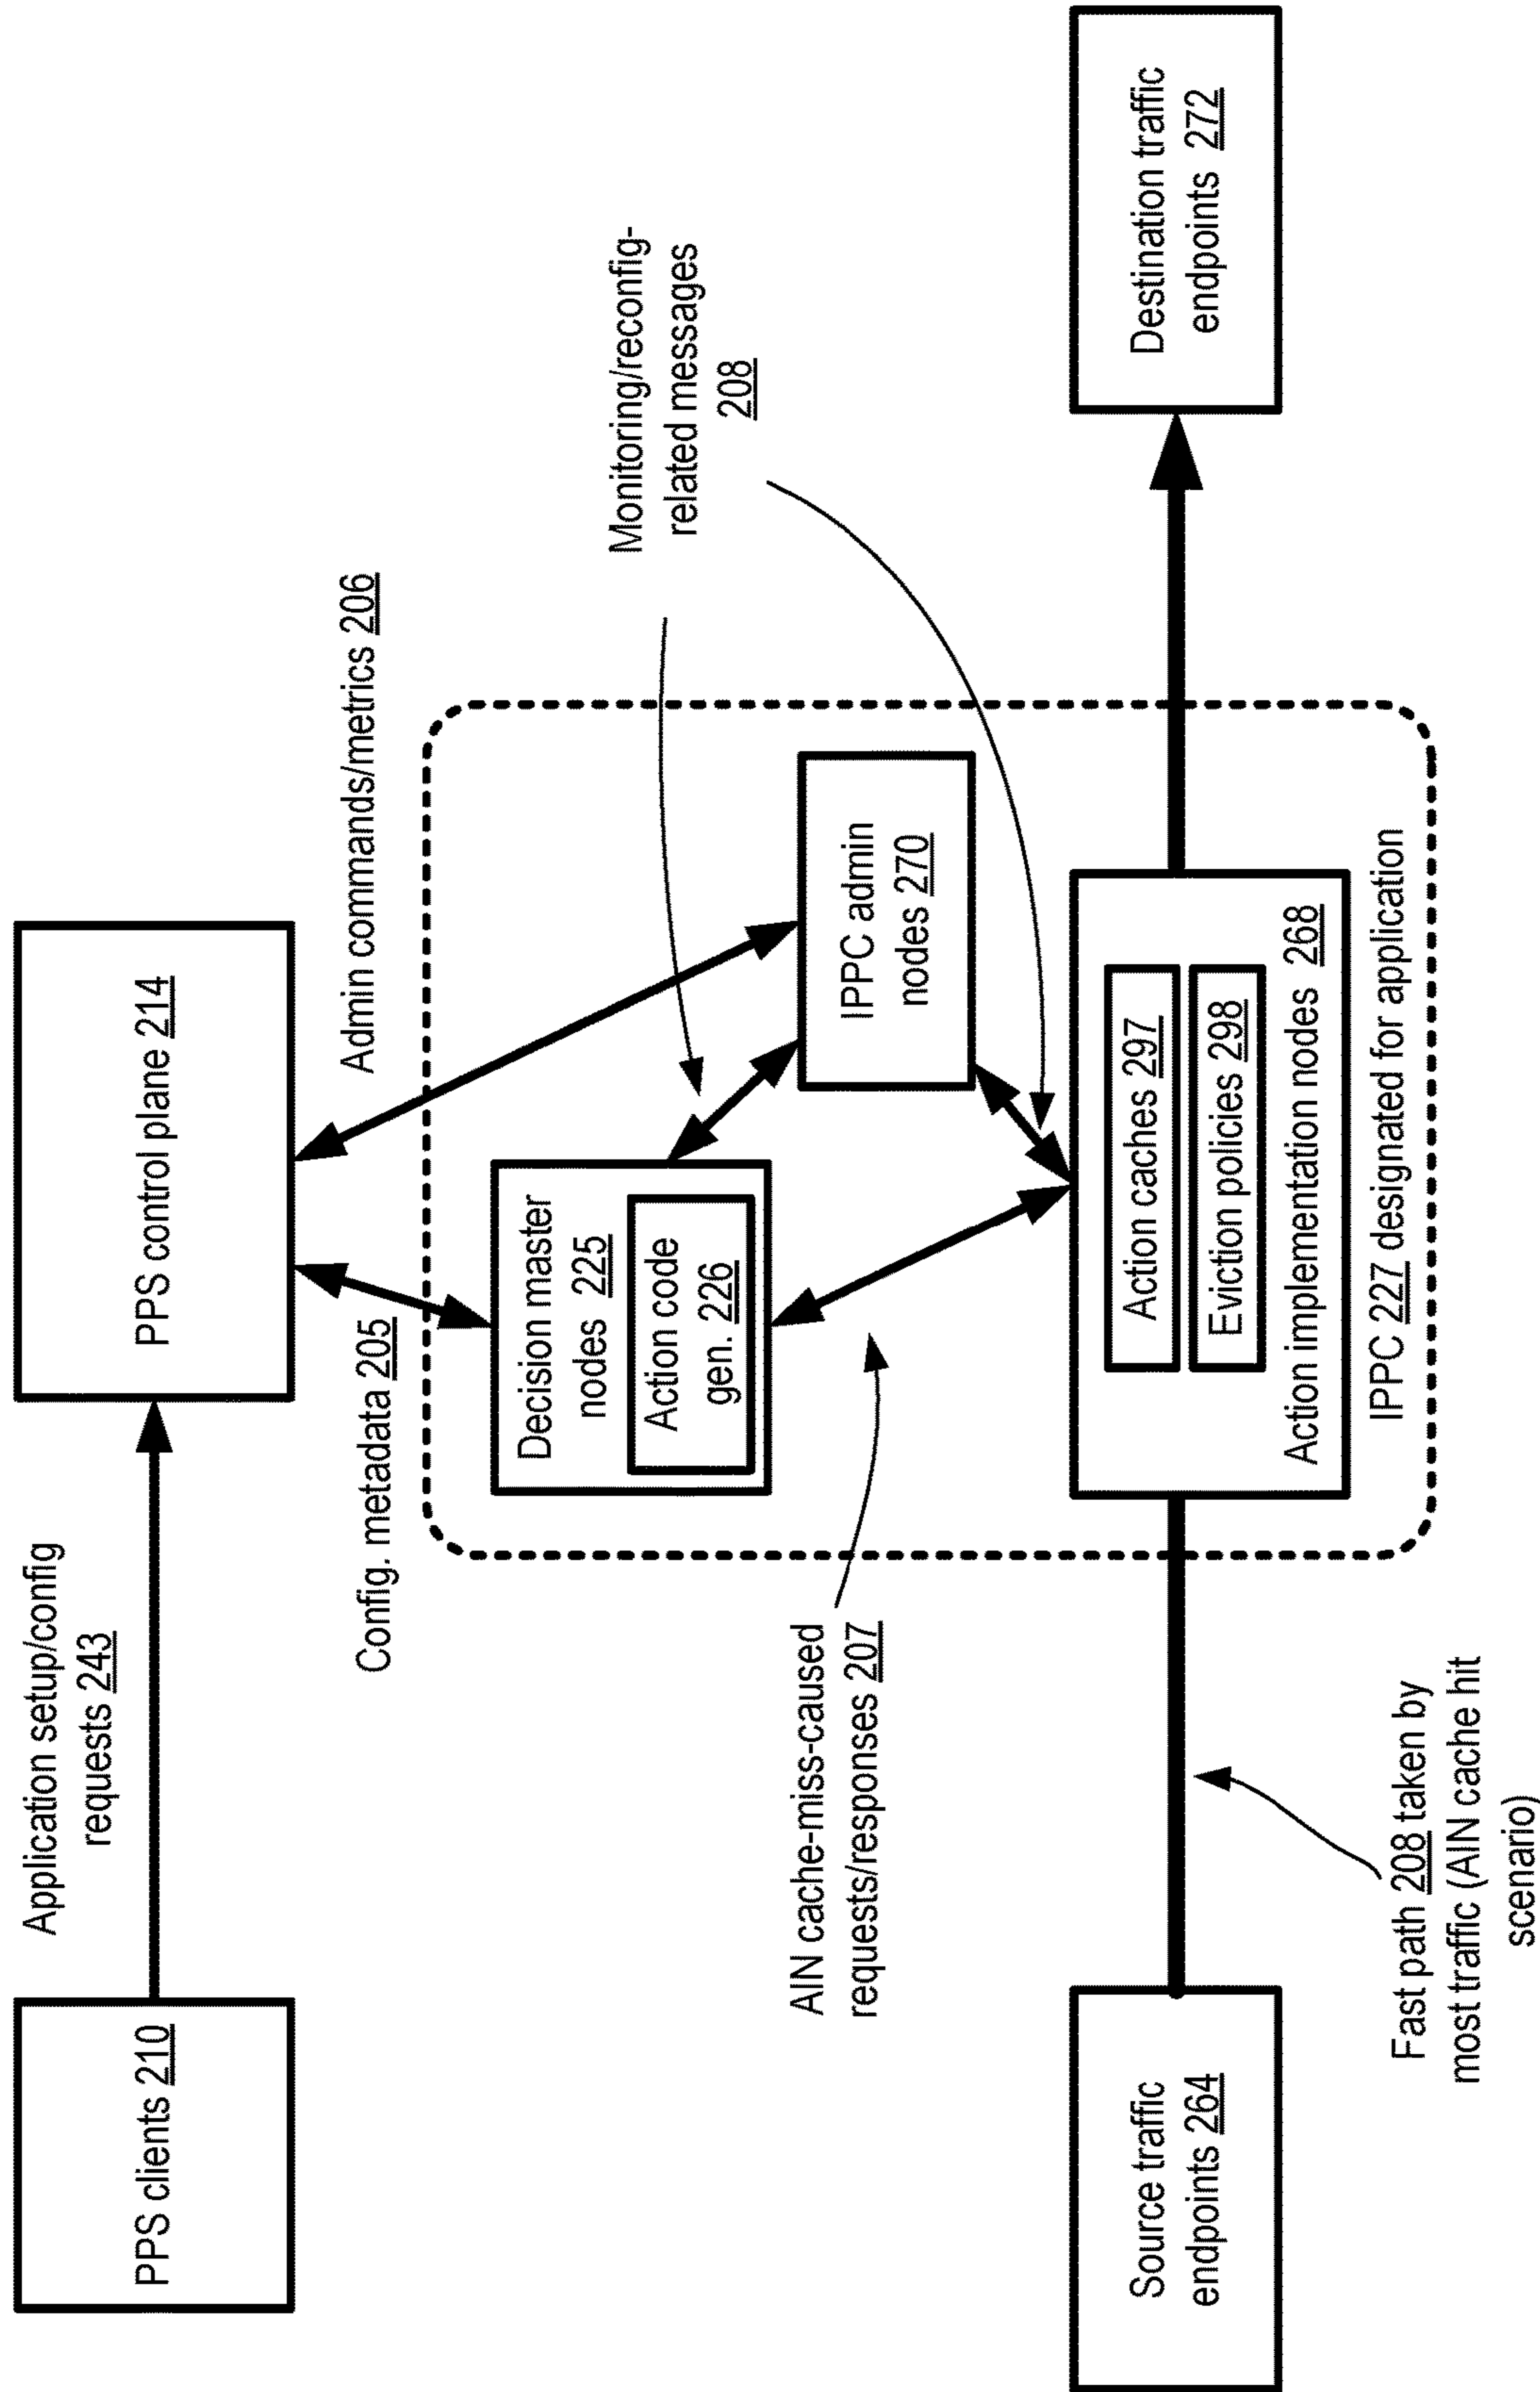 PPS clients 210
Application setup/config
requests 243
PPS control plane 214
Config. metadata 205
Admin commands/metrics 206
Decision master
nodes 225
Action code
gen. 226
Monitoring/reconfig-
related messages
208
IPPC admin
nodes 270
AIN cache-miss-caused
requests/responses 207
Source traffic
endpoints 264
Action caches 297
Eviction policies 298
Action implementation nodes 268
IPPC 227 designated for application
Destination traffic
endpoints 272
Fast path 208 taken by
most traffic (AIN cache hit
scenario)